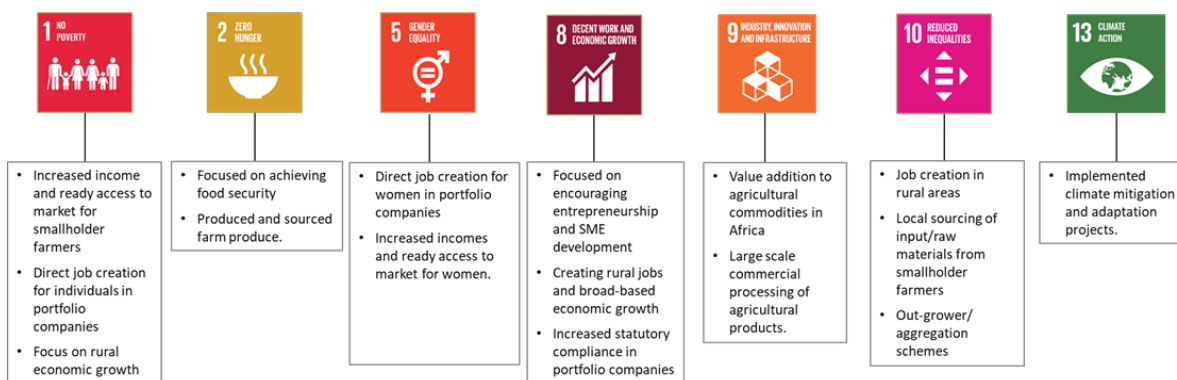 1 NO
POVERTY
Increased income
and ready access to
market for
smallholder
farmers
Direct job creation
for individuals in
portfolio
companies
Focus on rural
economic growth
2 ZERO
HUNGER
Focused on achieving
food security
Produced and sourced
farm produce.
5 GENDER
EQUALITY
Direct job creation for
women in portfolio
companies
Increased incomes
and ready access to
market for women.
8 DECENT WORK AND
ECONOMIC GROWTH
Focused on
encouraging
entrepreneurship
and SME
development
Creating rural jobs
and broad-based
economic growth
Increased statutory
compliance in
portfolio companies
9 INDUSTRY, INNOVATION
AND INFRASTRUCTURE
Value addition to
agricultural
commodities in
Africa
Large scale
commercial
processing of
agricultural
products.
10 REDUCED
INEQUALITIES
Job creation in
rural areas
Local sourcing of
input/raw
materials from
smallholder
farmers
Out-grower/
aggregation
schemes
13 CLIMATE
ACTION
Implemented
climate mitigation
and adaptation
projects.